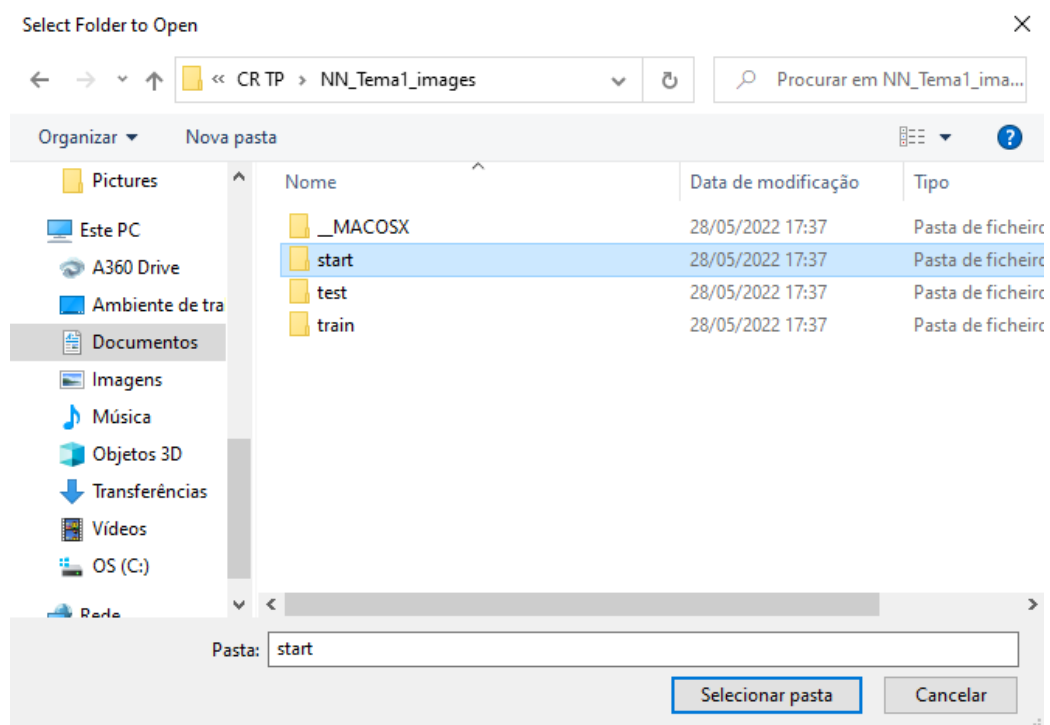 Select Folder to Open
« CR TP > NN_Tema1_images
Procurar em NN_Tema1_ima...
Organizar
Nova pasta
?
Pictures
Este PC
A360 Drive
Ambiente de tra
Documentos
Imagens
Música
Objetos 3D
Transferências
Vídeos
OS (C:)
Rede
Nome Data de modificação Tipo
__MACOSX 28/05/2022 17:37 Pasta de ficheiro
start 28/05/2022 17:37 Pasta de ficheiro
test 28/05/2022 17:37 Pasta de ficheiro
train 28/05/2022 17:37 Pasta de ficheiro
Pasta: start
Selecionar pasta Cancelar